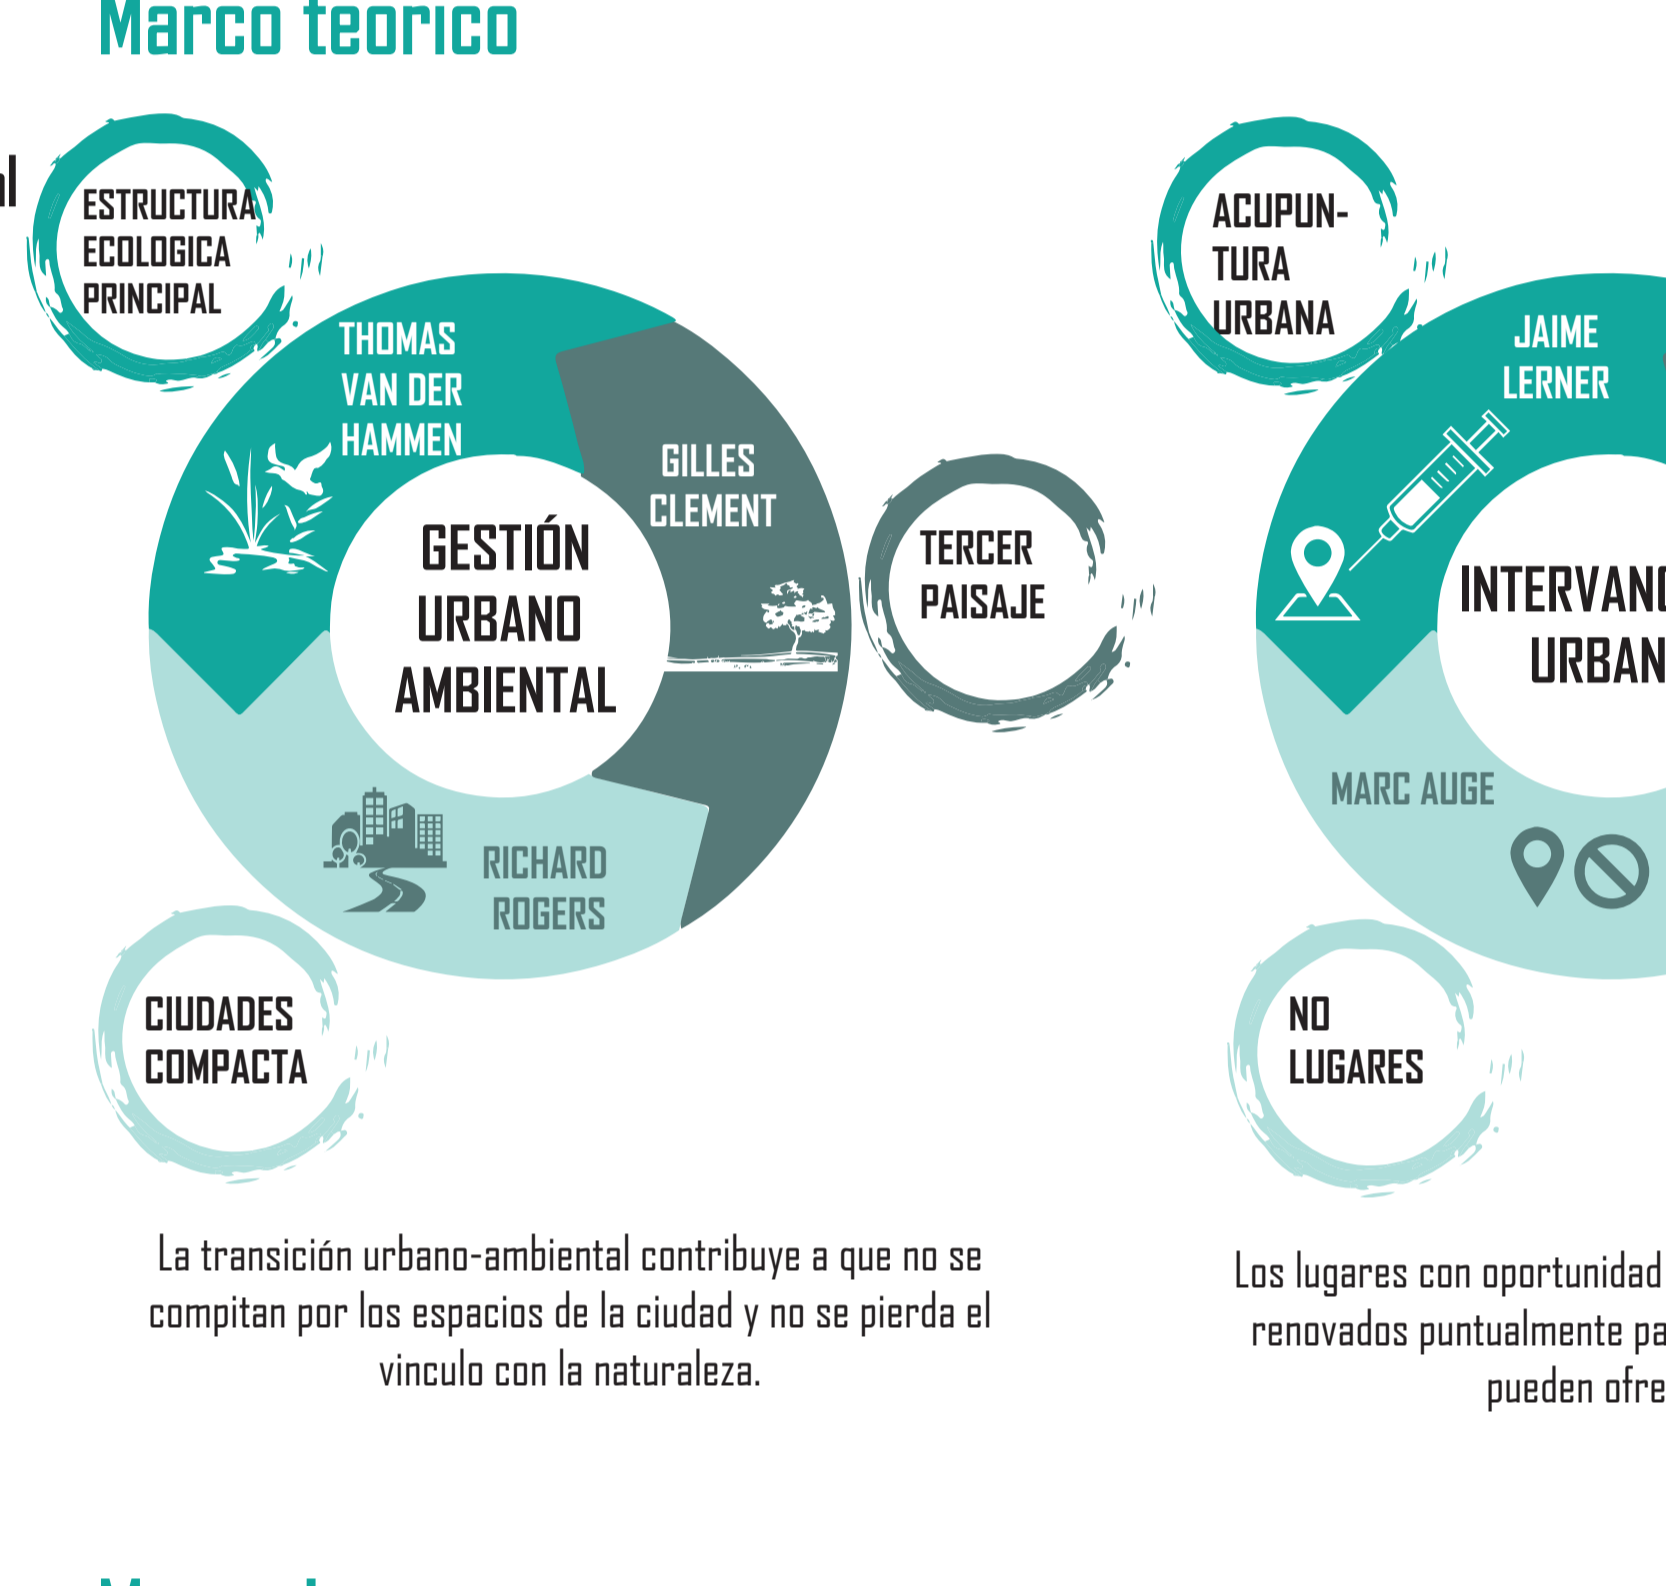 Marco teorico
ESTRUCTURA
ECOLOGICA
PRINCIPAL
THOMAS
VAN DER
HAMMEN
GILLES
CLEMENT
GESTIÓN
URBANO
AMBIENTAL
TERCER
PAISAJE
RICHARD
ROGERS
CIUDADES
COMPACTA
La transición urbano-ambiental contribuye a que no se
compitan por los espacios de la ciudad y no se pierda el
vinculo con la naturaleza.
ACUPUN-
TURA
URBANA
JAIME
LERNER
MARC AUGE
NO
LUGARES
Los lugares con oportunidad
renovados puntualmente
pueden